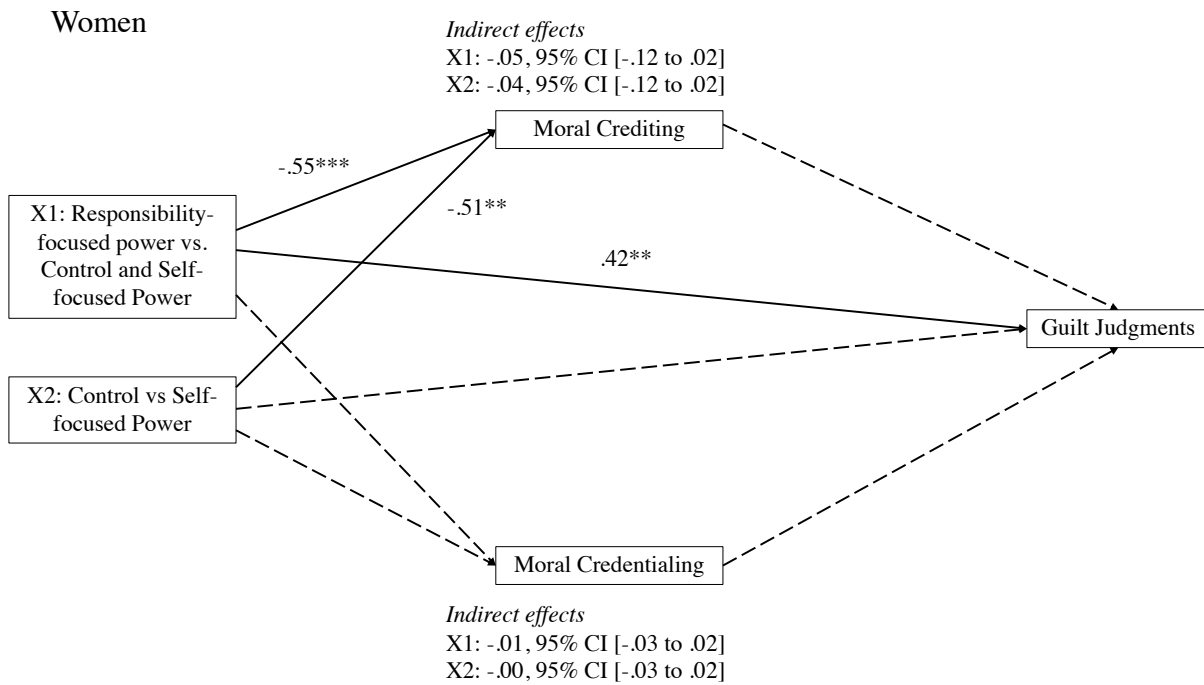 Women
Indirect effects
X1: -.05, 95% CI [-.12 to .02]
X2: -.04, 95% CI [-.12 to .02]
Moral Crediting
-.55***
-.51**
X1: Responsibility-
focused power vs.
Control and Self-
focused Power
.42**
Guilt Judgments
X2: Control vs Self-
focused Power
Moral Credentialing
Indirect effects
X1: -.01, 95% CI [-.03 to .02]
X2: -.00, 95% CI [-.03 to .02]